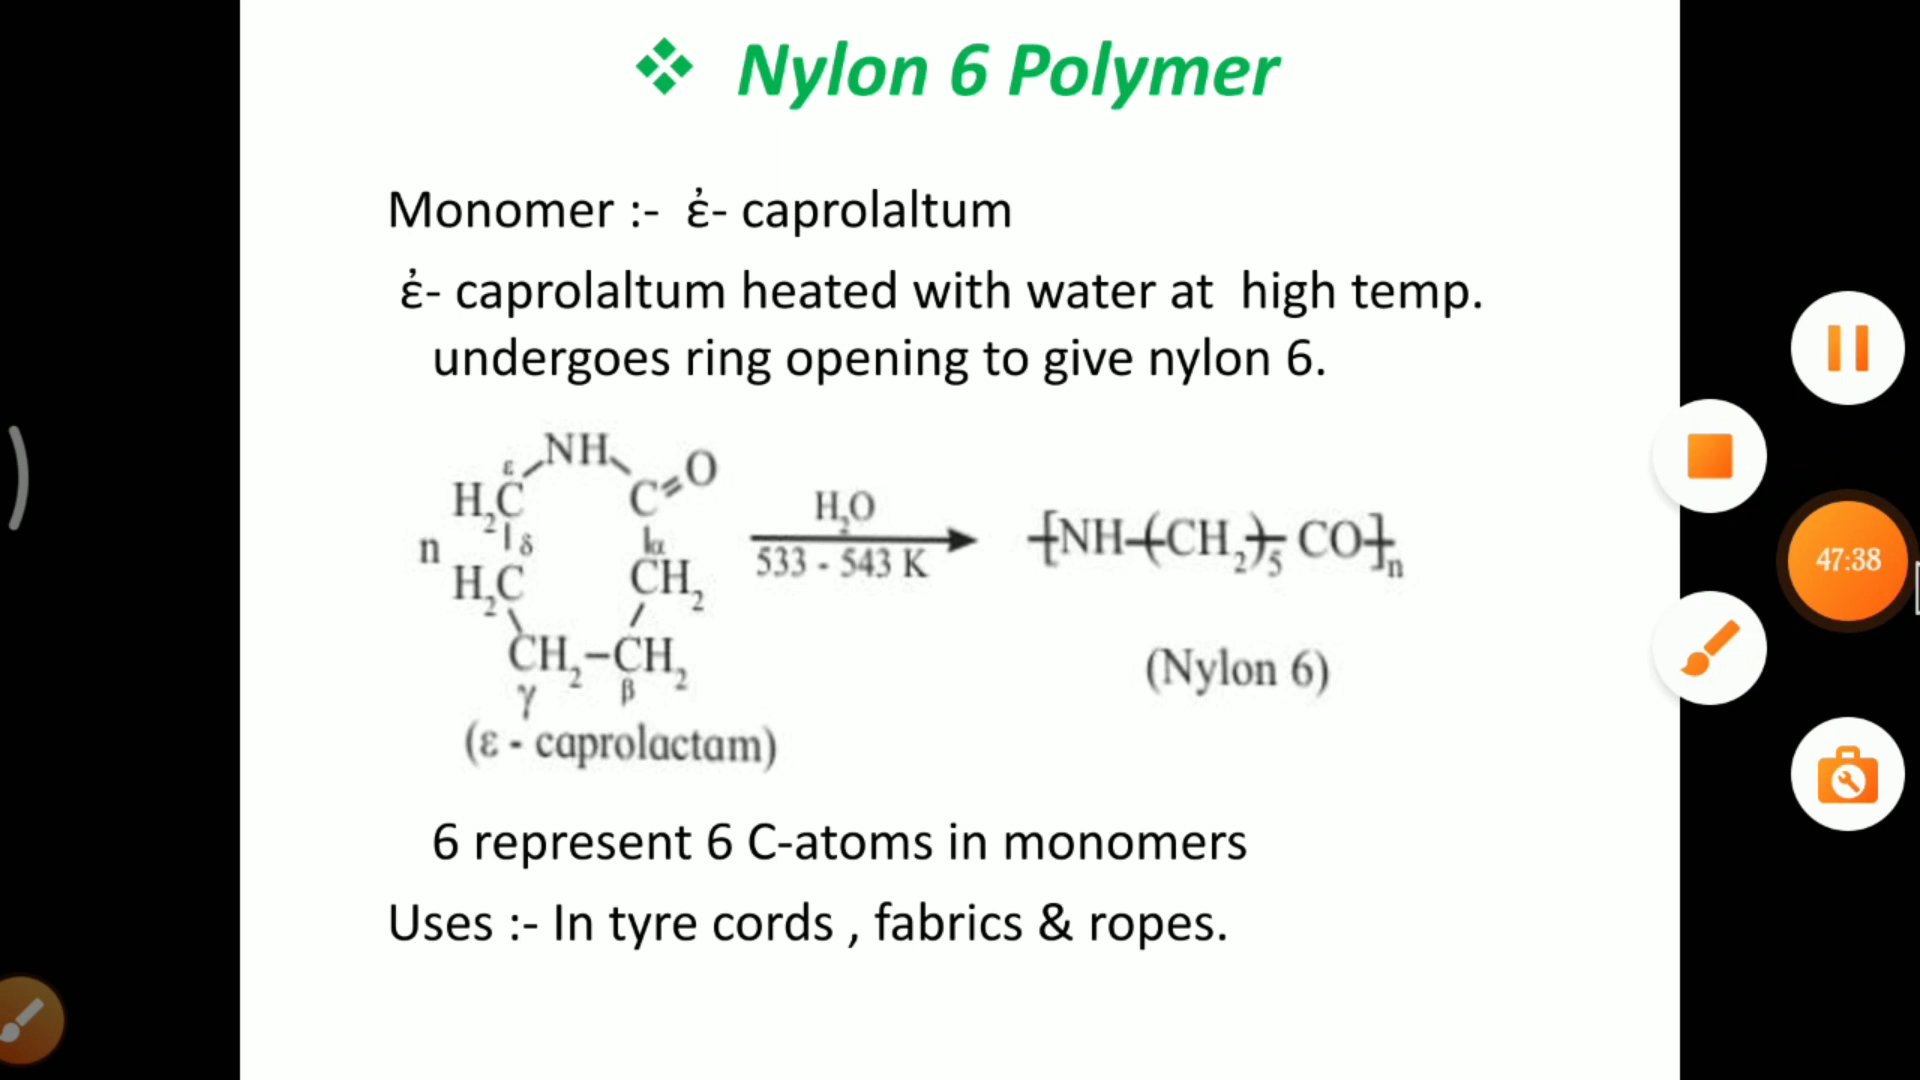 ❖ Nylon 6 Polymer
Monomer :- ἐ- caprolaltum
ἐ- caprolaltum heated with water at high temp.
undergoes ring opening to give nylon 6.
NH
ε
O
H₂C
C
H₂O
δ
α
n
533 - 543 K
-[NH-(CH₂)₅ CO]-n
H₂C
CH₂
CH₂-CH₂
γ
β
(Nylon 6)
(ε - caprolactam)
6 represent 6 C-atoms in monomers
Uses :- In tyre cords , fabrics & ropes.
47:38